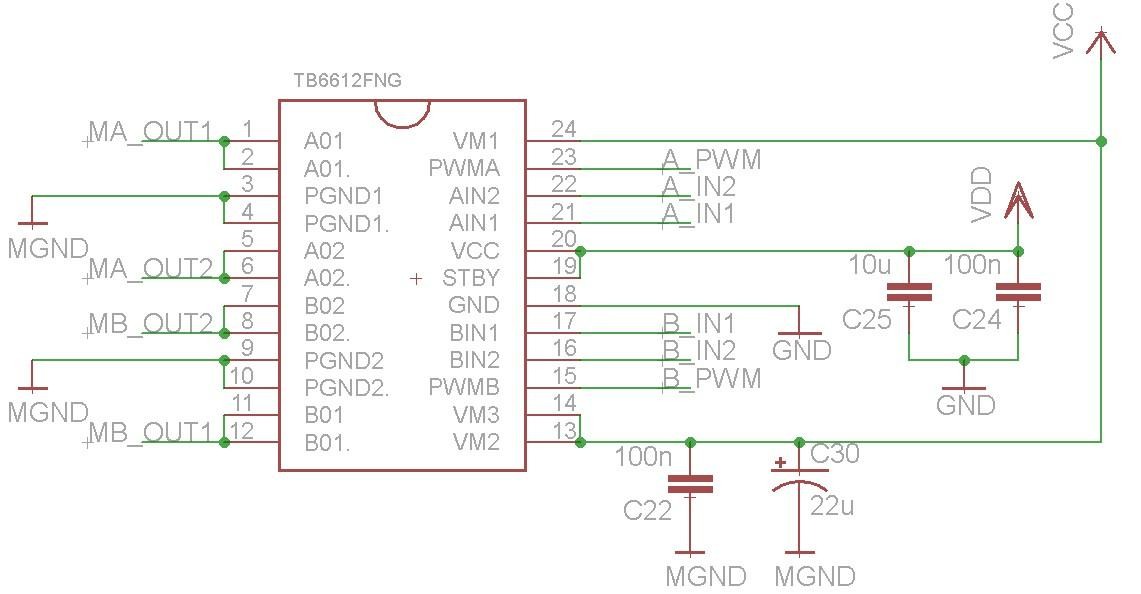 VCC
TB6612FNG
MA_OUT1 1 A01 VM1 24
2 A01. PWMA 23 A_PWM
3 PGND1 AIN2 22 A_IN2
4 PGND1. AIN1 21 A_IN1
VDD
MGND 5 A02 VCC 20
MA_OUT2 6 A02. STBY 19 10u 100n
7 B02 GND 18
MB_OUT2 8 B02. BIN1 17 B_IN1 C25 C24
9 PGND2 BIN2 16 B_IN2 GND
10 PGND2. PWMB 15 B_PWM
MGND 11 B01 VM3 14 GND
MB_OUT1 12 B01. VM2 13
100n + C30
C22 22u
MGND MGND